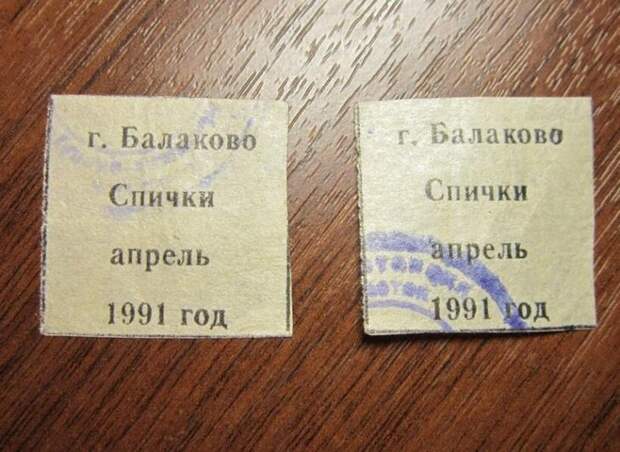 г. Балаково
Спички
апрель
1991 год
г. Балаково
Спички
апрель
1991 год